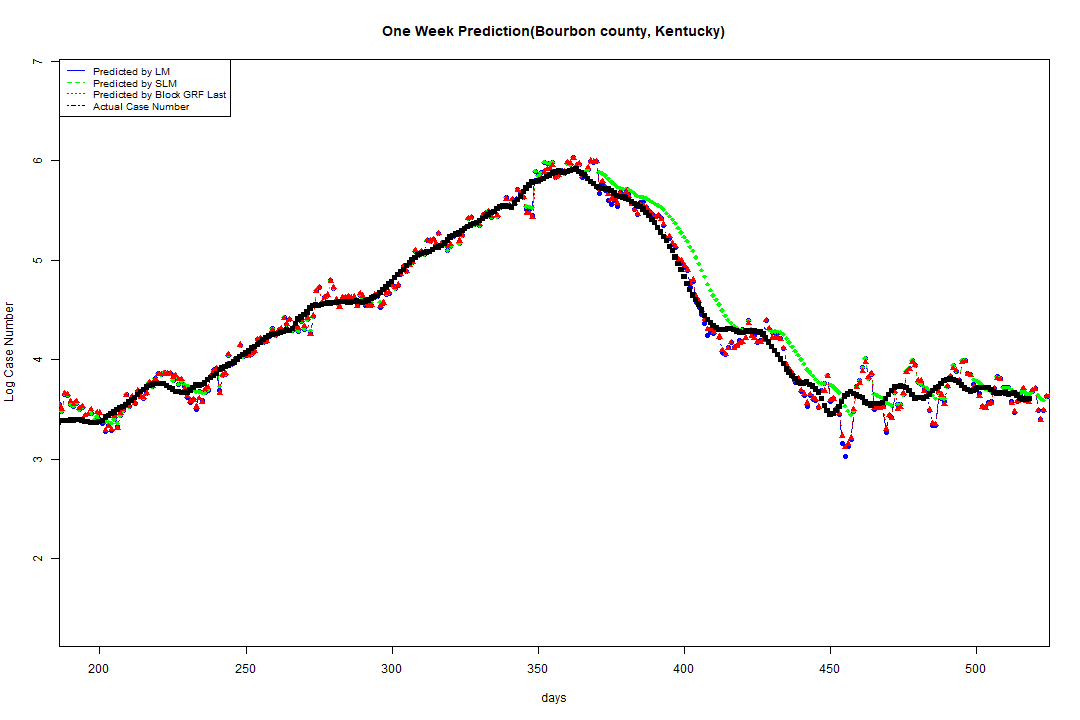 One Week Prediction(Bourbon county, Kentucky)
Predicted by LM
Predicted by SLM
Predicted by Block GRF Last
Actual Case Number
7
6
5
4
3
2
Log Case Number
200 250 300 350 400 450 500
days